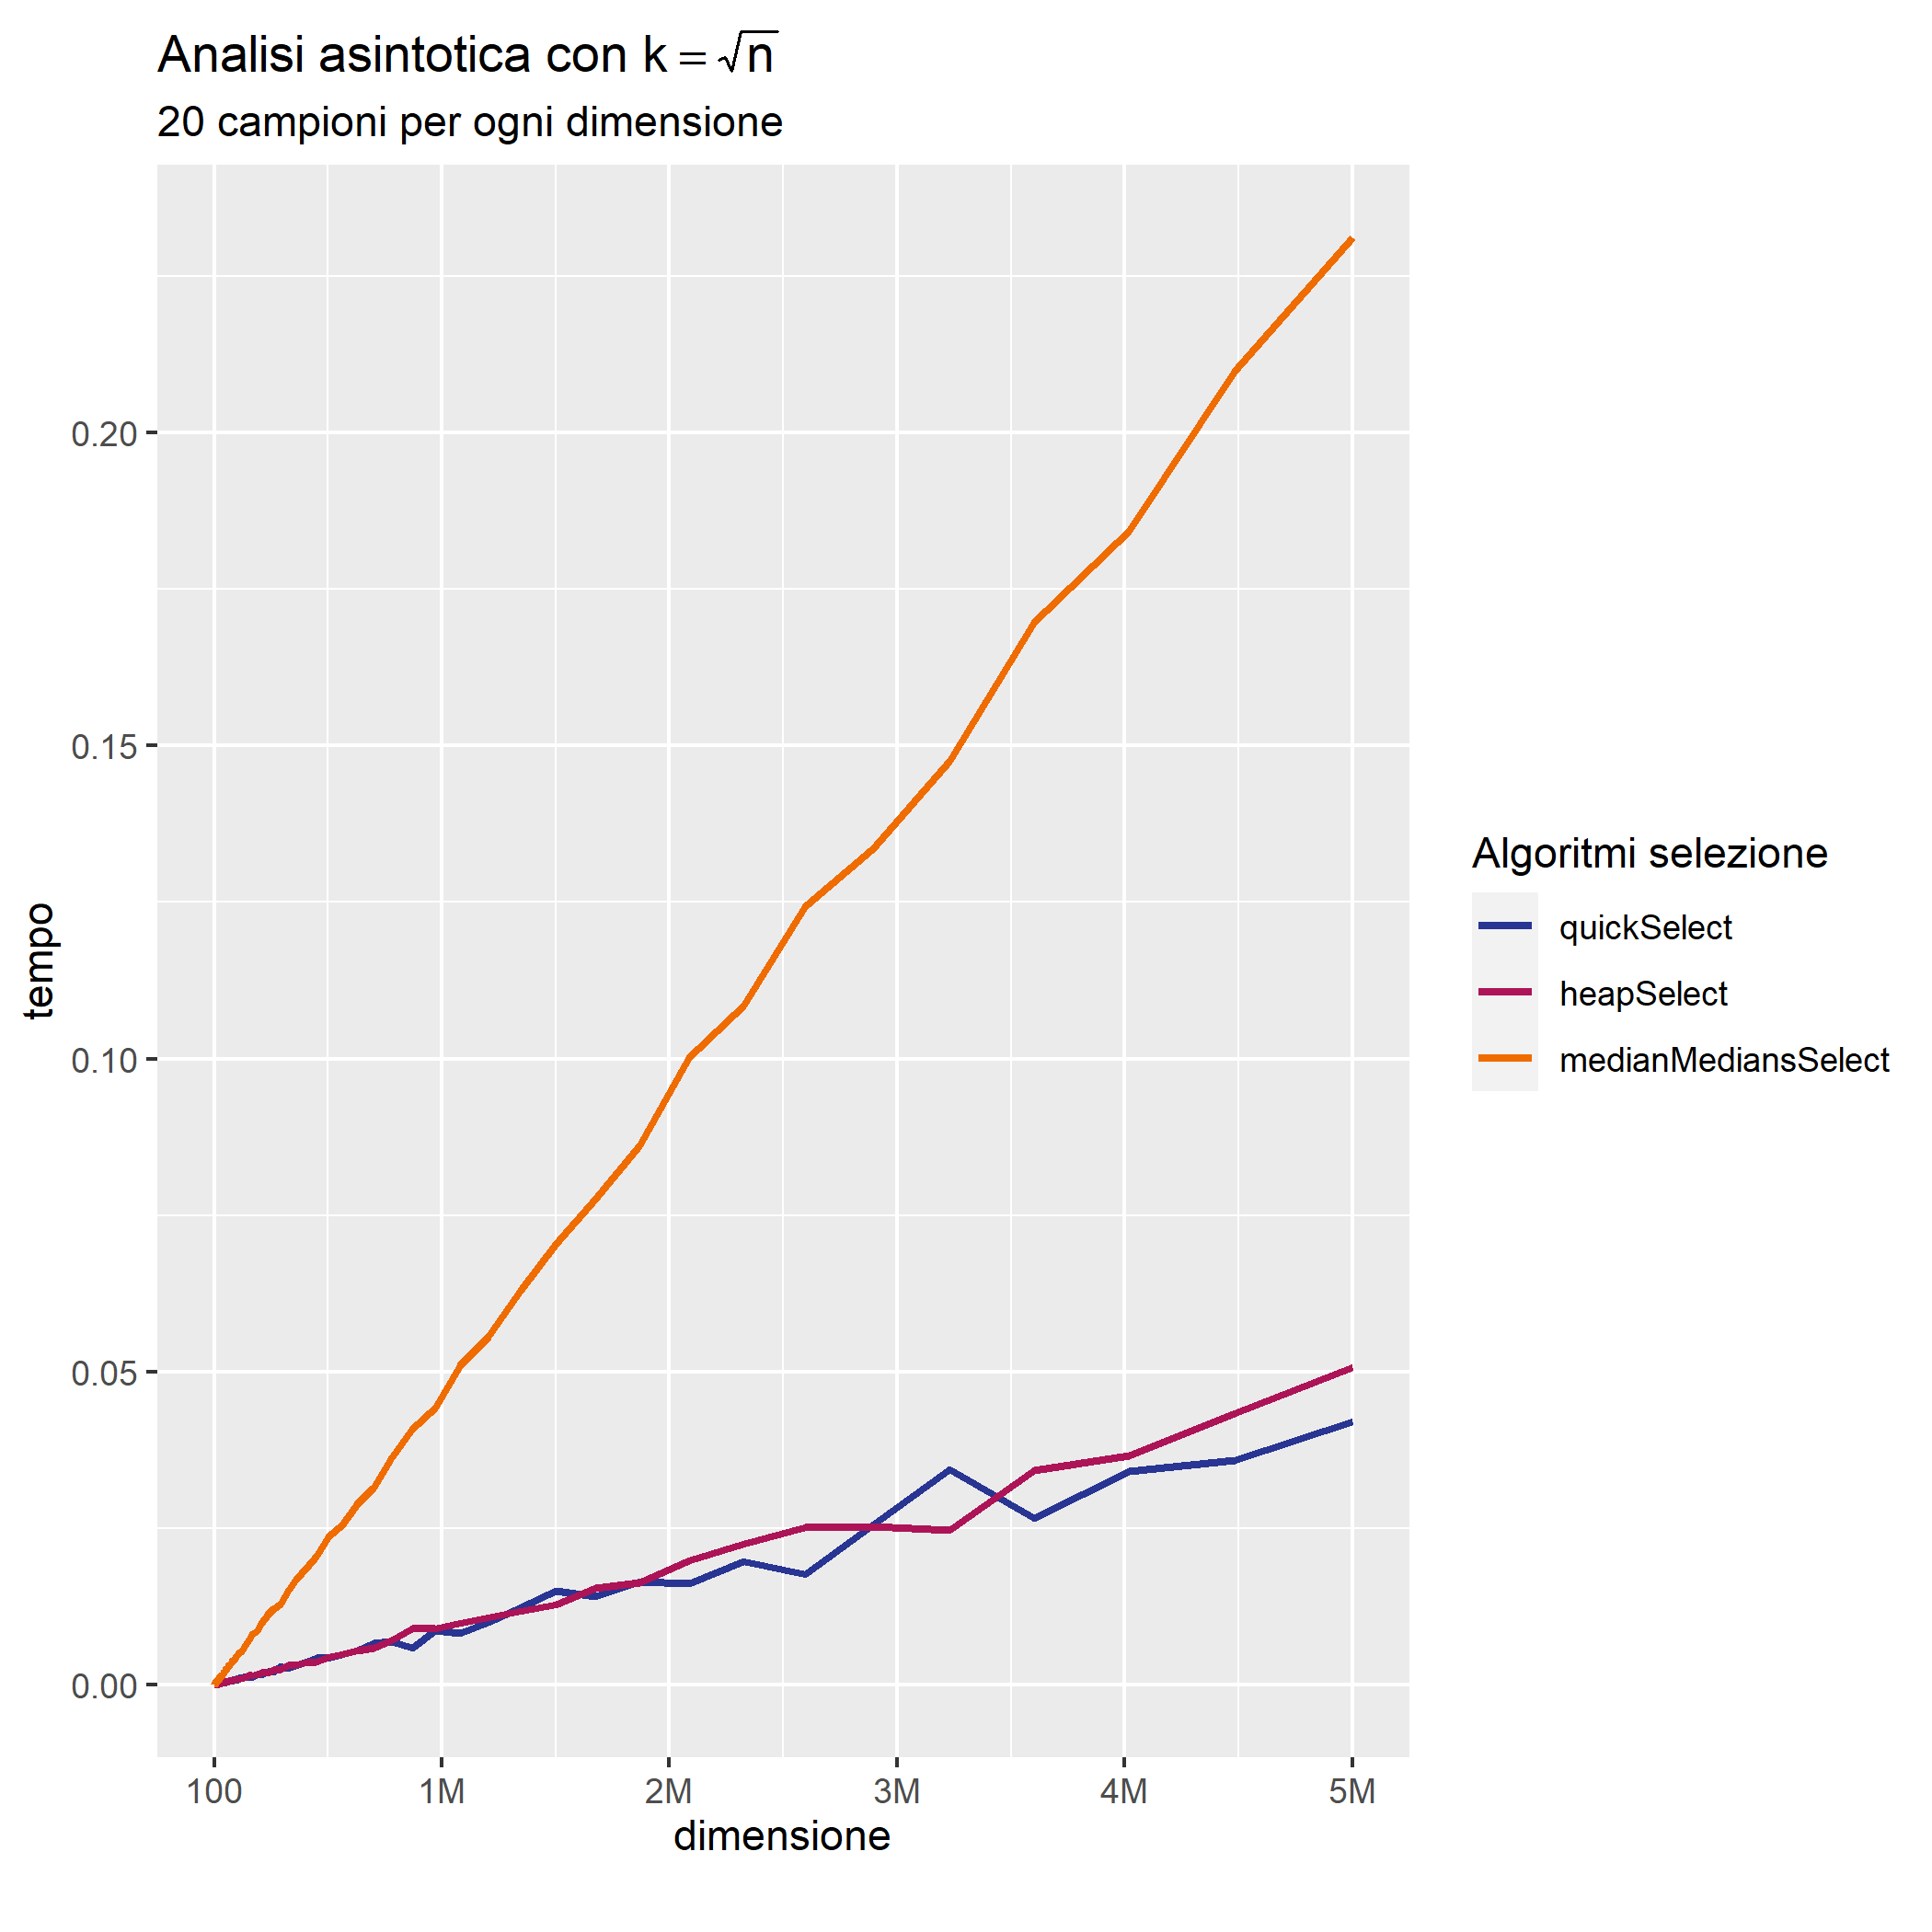 Analisi asintotica con k = √n
20 campioni per ogni dimensione
tempo
0.20
0.15
0.10
0.05
0.00
100 1M 2M 3M 4M 5M
dimensione
Algoritmi selezione
quickSelect
heapSelect
medianMediansSelect